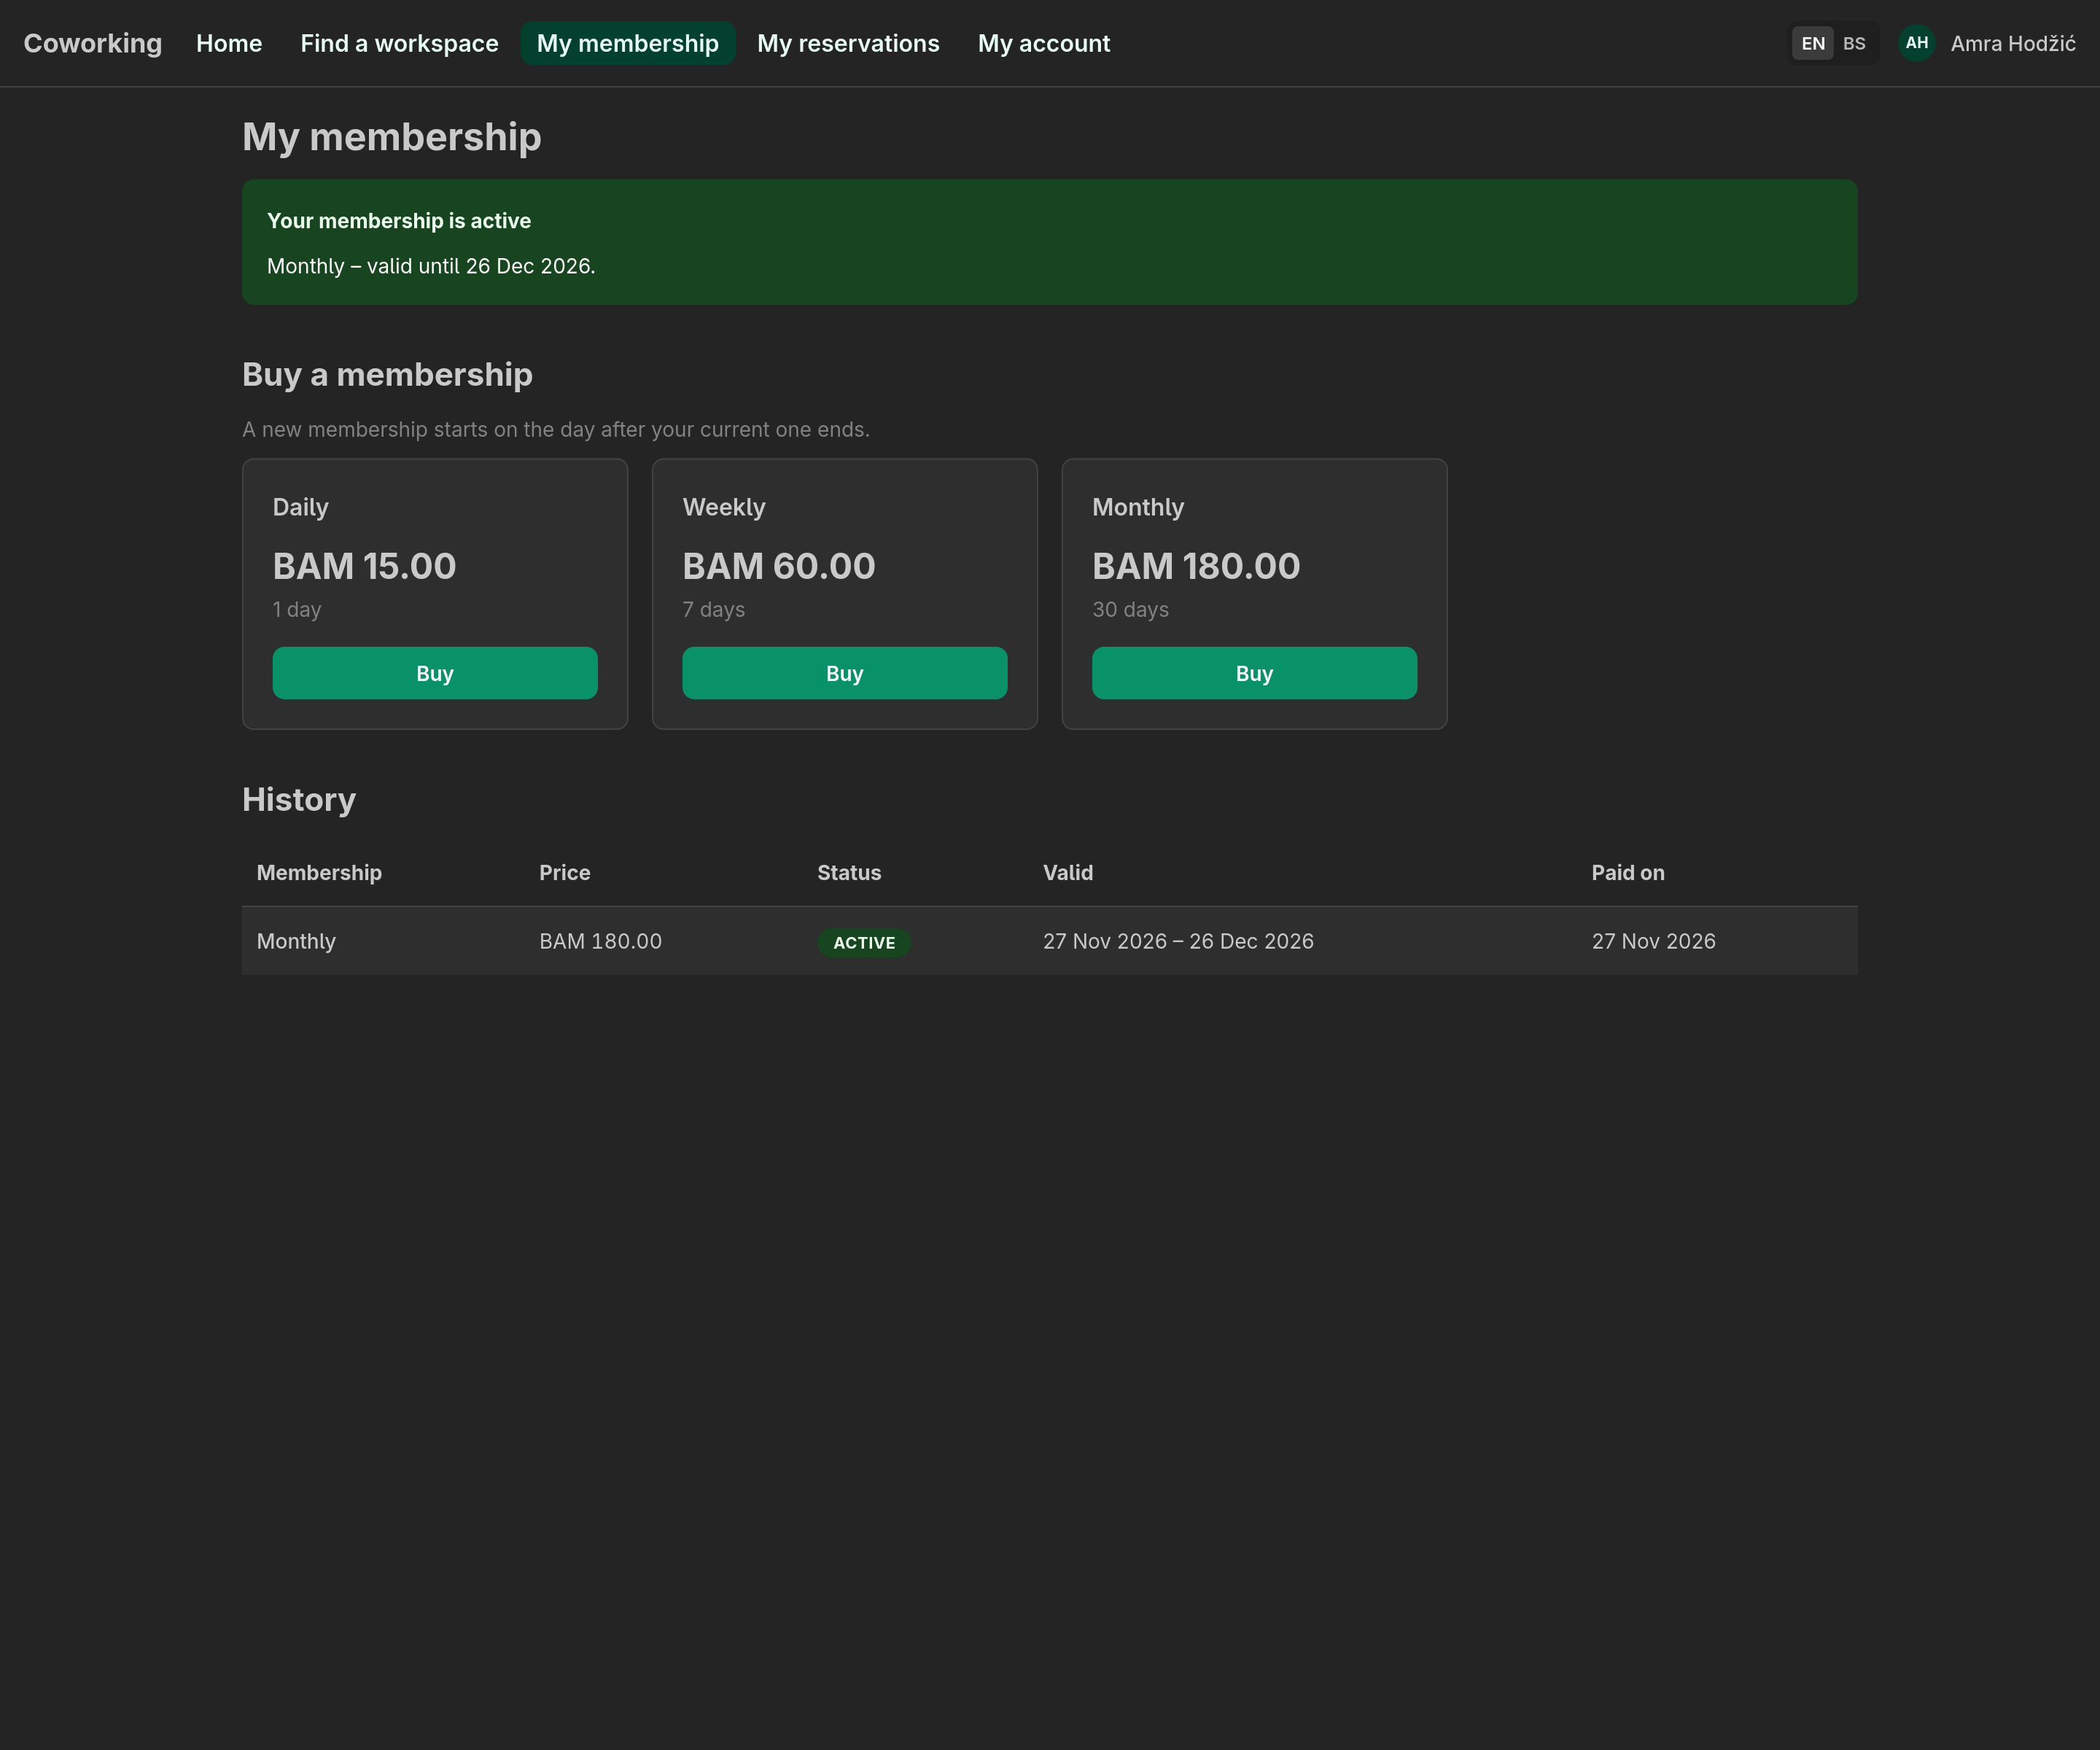 Coworking Home Find a workspace My membership My reservations My account EN BS AH Amra Hodžić
My membership
Your membership is active
Monthly – valid until 26 Dec 2026.
Buy a membership
A new membership starts on the day after your current one ends.
Daily Weekly Monthly
BAM 15.00 BAM 60.00 BAM 180.00
1 day 7 days 30 days
Buy Buy Buy
History
Membership Price Status Valid Paid on
Monthly BAM 180.00 ACTIVE 27 Nov 2026 – 26 Dec 2026 27 Nov 2026